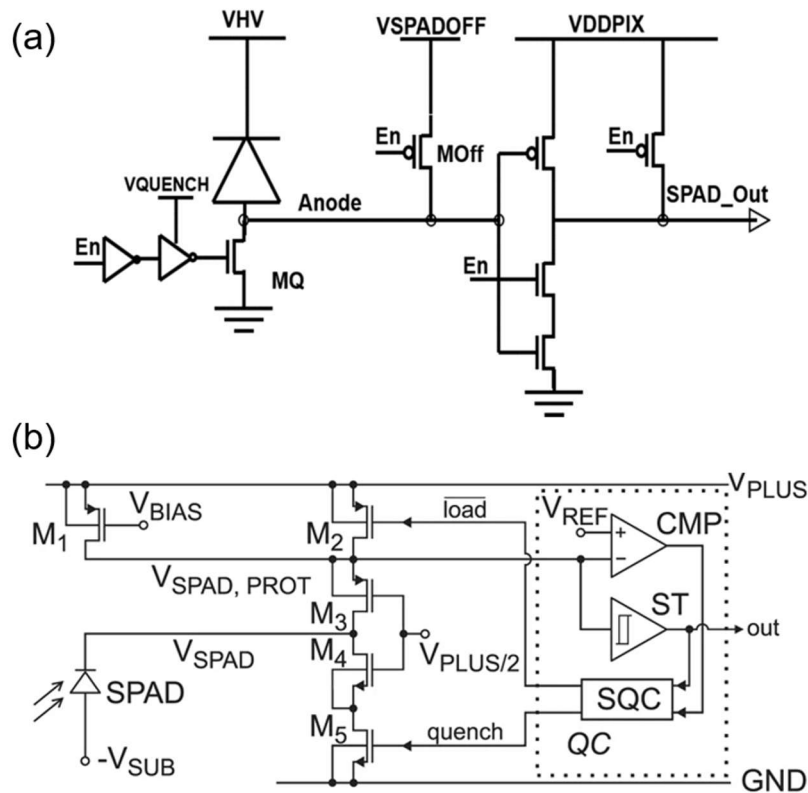 (a)
VHV
VSPADOFF
VDDPIX
En
MOff
En
VQUENCH
Anode
SPAD_Out
En
MQ
En
(b)
VPLUS
VBIAS
load
VREF
CMP
M1
M2
+
−
VSPAD, PROT
M3
ST
out
VSPAD
M4
VPLUS/2
SPAD
SQC
M5
quench
QC
-VSUB
GND